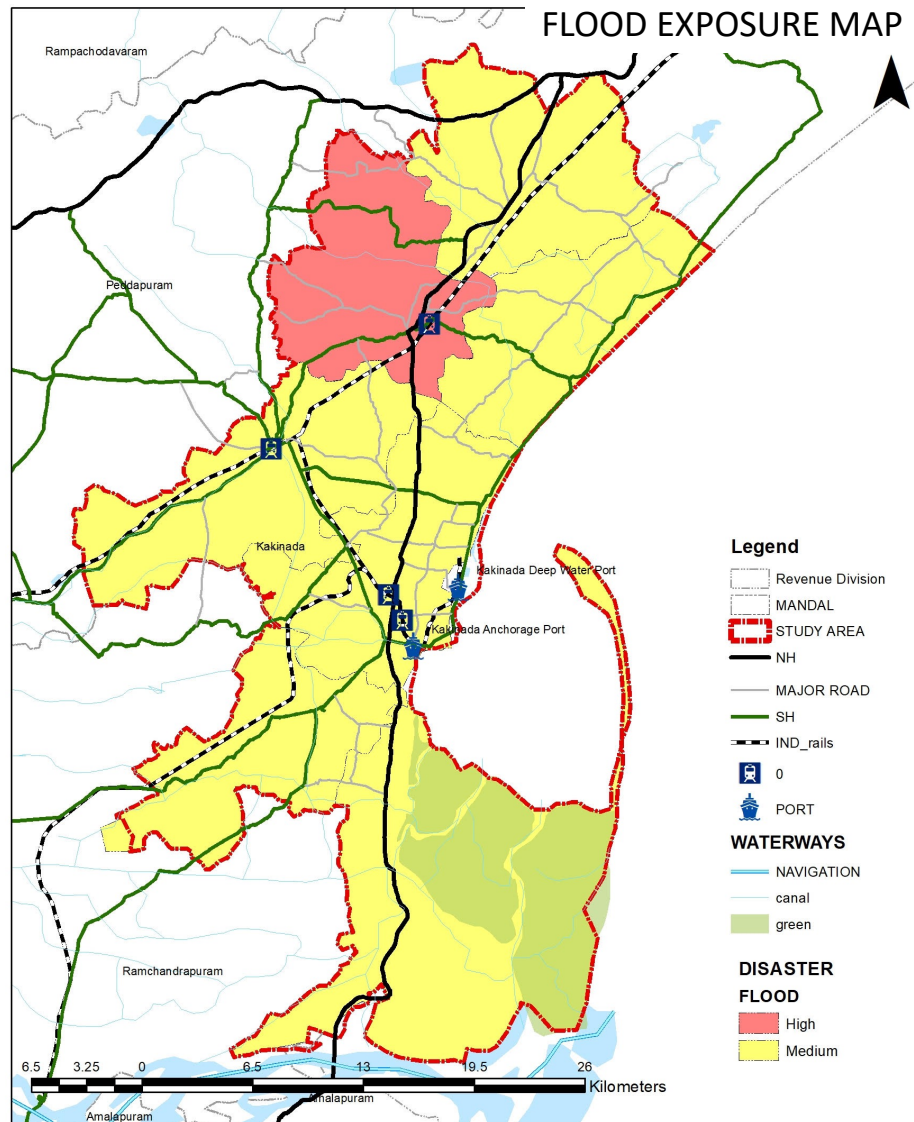 FLOOD EXPOSURE MAP
Rampachodavaram
Peddapuram
Kakinada
Kakinada Deep Water Port
Kakinada Anchorage Port
Ramchandrapuram
Legend
Revenue Division
MANDAL
STUDY AREA
NH
MAJOR ROAD
SH
IND_rails
0
PORT
WATERWAYS
NAVIGATION
canal
green
DISASTER
FLOOD
High
Medium
6.5 3.25 0 6.5 13 19.5 26
Kilometers
Amalapuram
Amalapuram